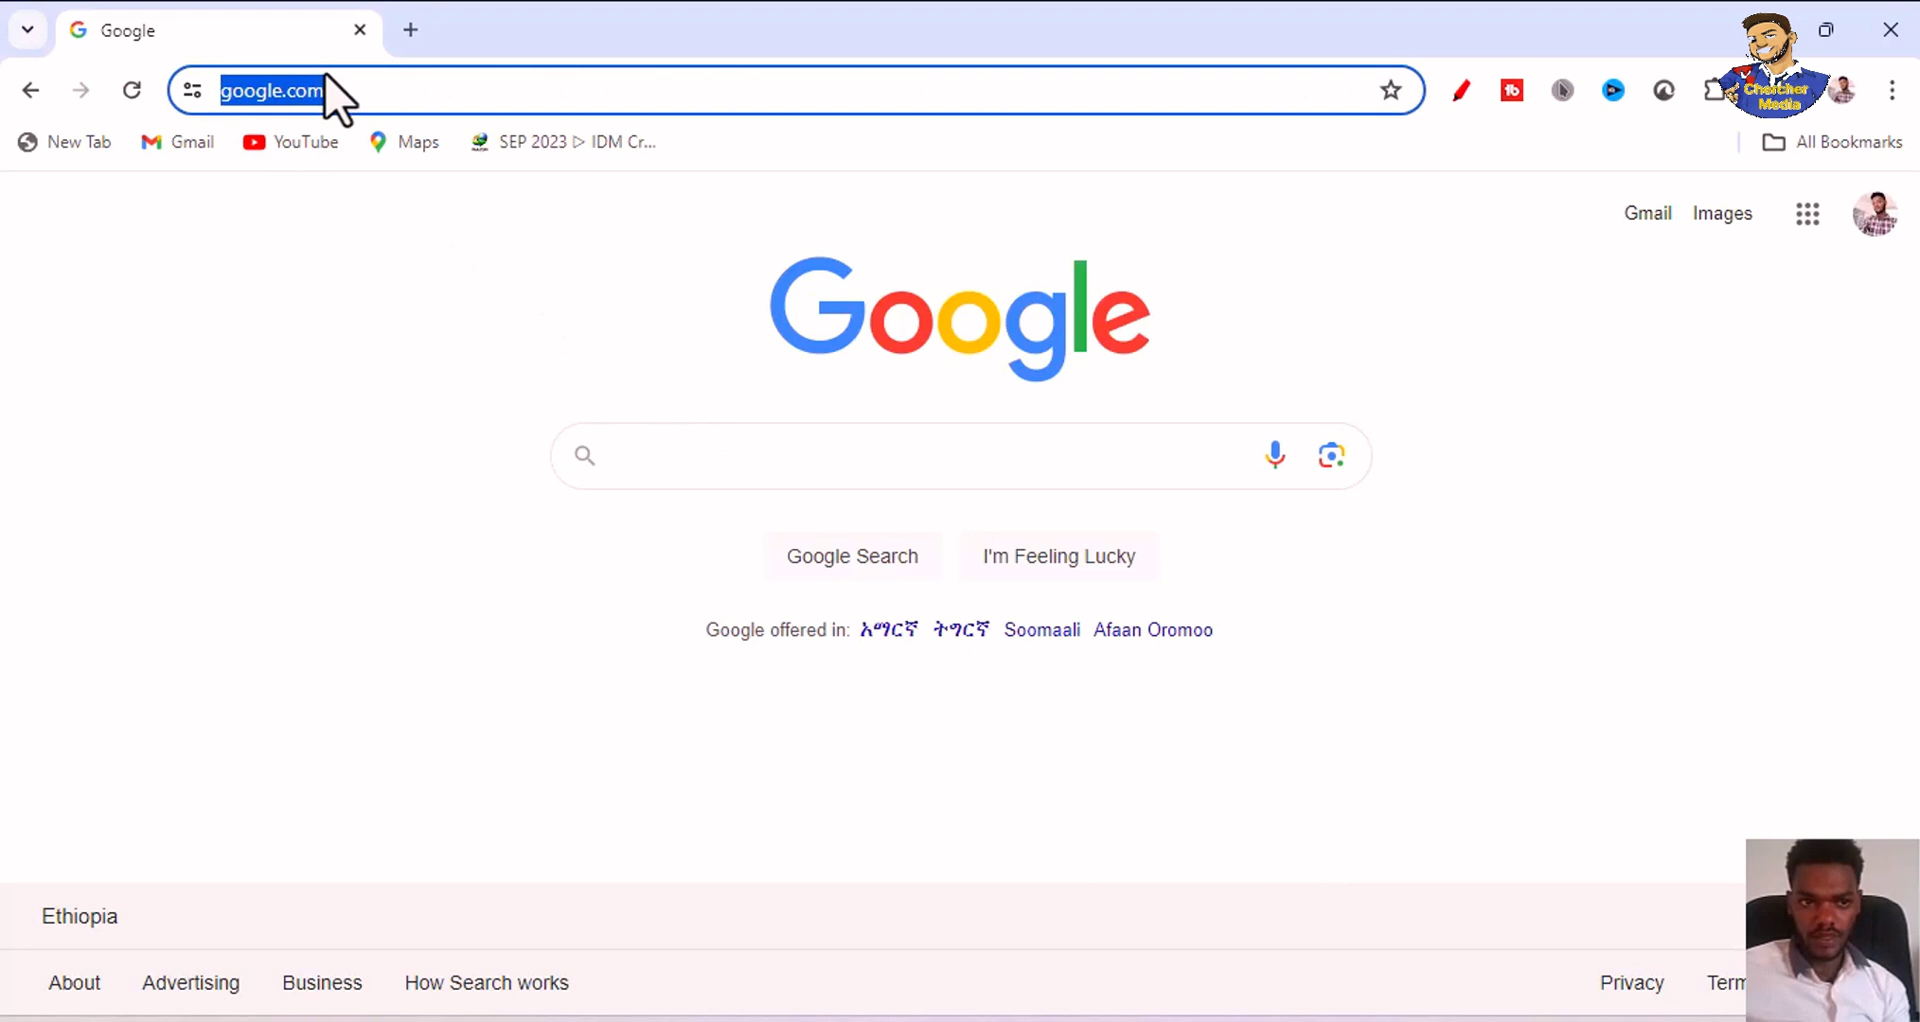 Google
google.com
Chercher
Media
New Tab
Gmail
YouTube
Maps
SEP 2023 ▷ IDM Cr...
All Bookmarks
Gmail
Images
Google
Google Search
I'm Feeling Lucky
Google offered in: አማርኛ ትግርኛ Soomaali Afaan Oromoo
Ethiopia
About
Advertising
Business
How Search works
Privacy
Term